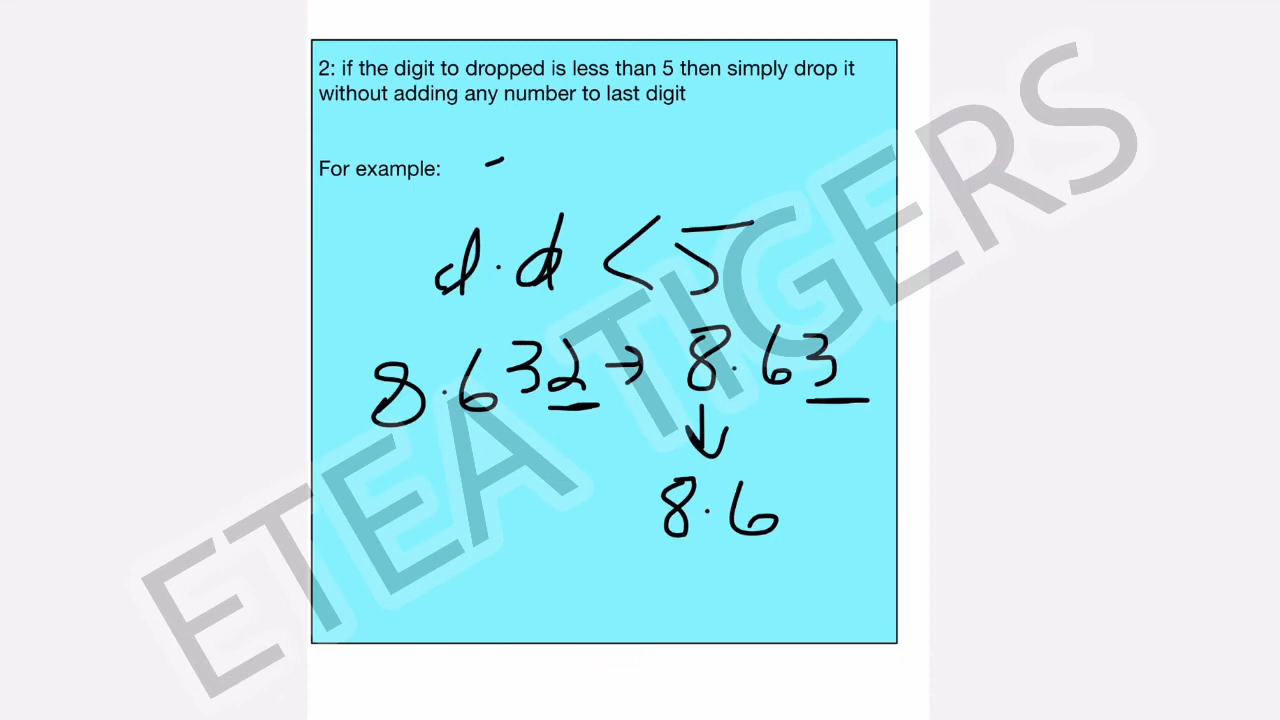 2: if the digit to dropped is less than 5 then simply drop it
without adding any number to last digit
For example:
d.d < 5
8.632 → 8.63
↓
8.6
ETEA TIGERS